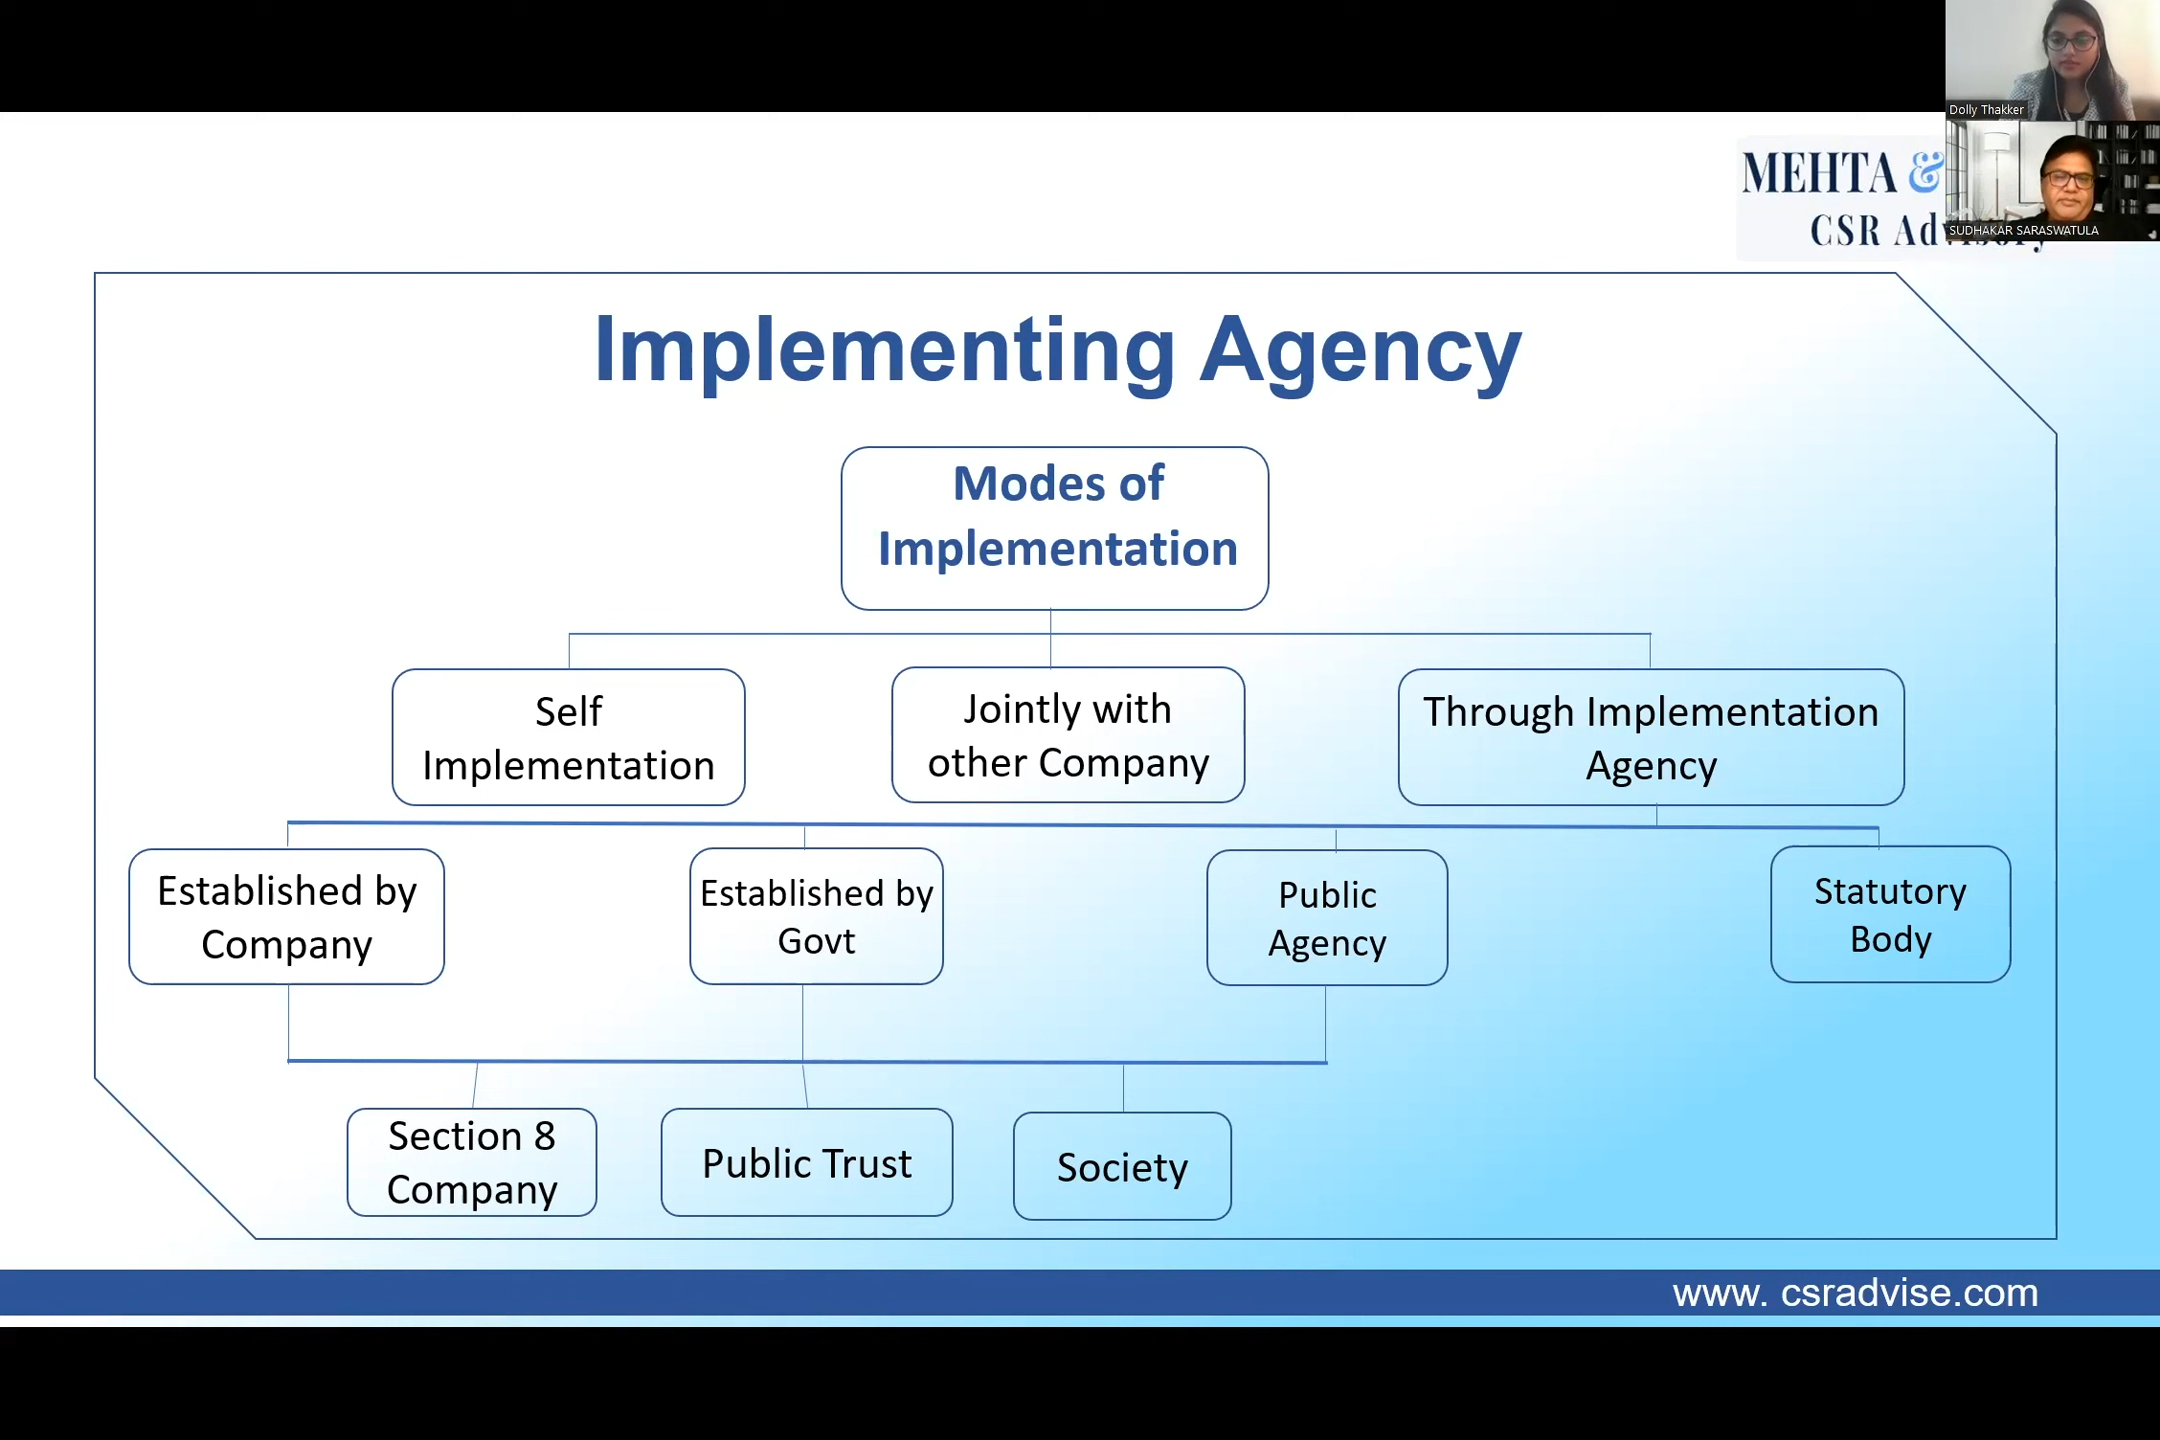 Dolly Thakker
MEHTA &
SUDHAKAR SARASWATULA
CSR Advisory
Implementing Agency
Modes of
Implementation
Self
Implementation
Jointly with
other Company
Through Implementation
Agency
Established by
Company
Established by
Govt
Public
Agency
Statutory
Body
Section 8
Company
Public Trust
Society
www. csradvise.com